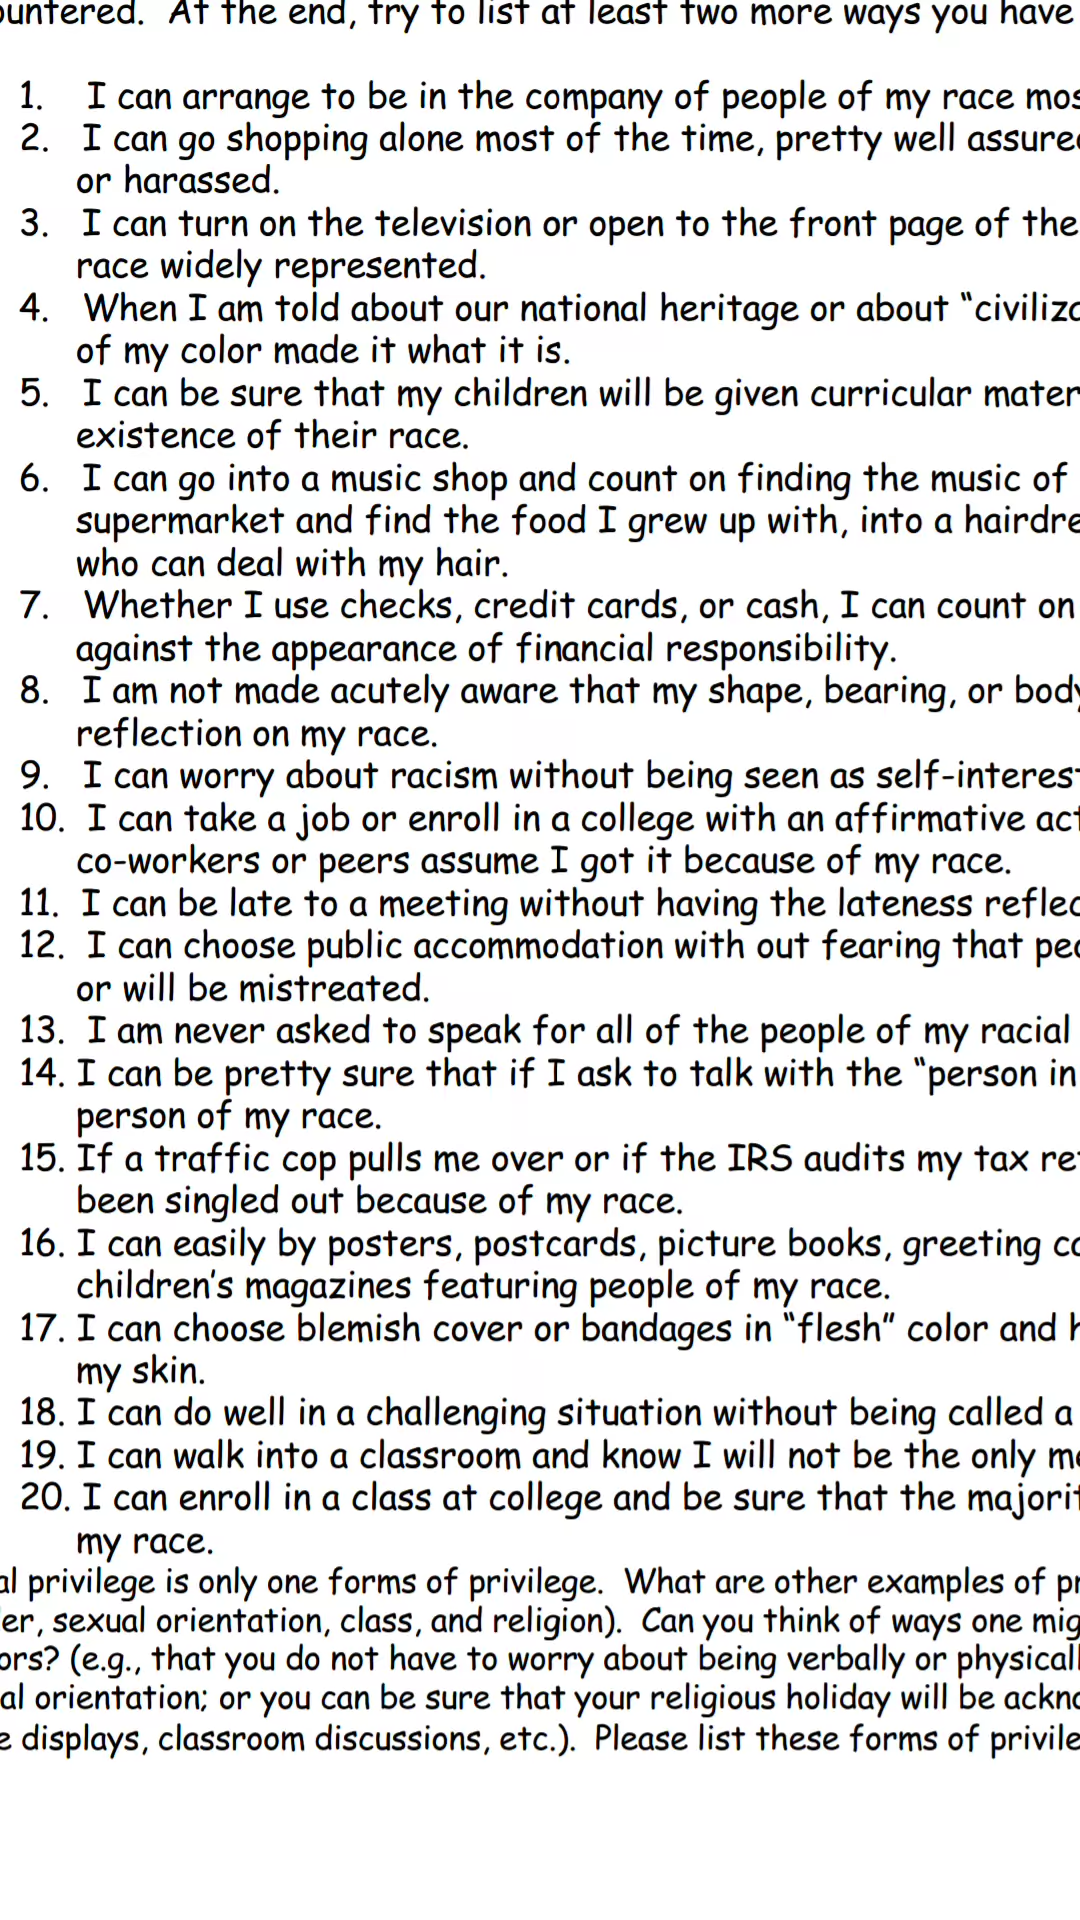 ountered. At the end, try to list at least two more ways you have
1. I can arrange to be in the company of people of my race
2. I can go shopping alone most of the time, pretty well
or harassed.
3. I can turn on the television or open to the front page of the
race widely represented.
4. When I am told about our national heritage or about
of my color made it what it is.
5. I can be sure that my children will be given curricular
existence of their race.
6. I can go into a music shop and count on finding the music of
supermarket and find the food I grew up with, into a
who can deal with my hair.
7. Whether I use checks, credit cards, or cash, I can count on
against the appearance of financial responsibility.
8. I am not made acutely aware that my shape, bearing, or
reflection on my race.
9. I can worry about racism without being seen as
10. I can take a job or enroll in a college with an affirmative
co-workers or peers assume I got it because of my race.
11. I can be late to a meeting without having the lateness
12. I can choose public accommodation with out fearing that
or will be mistreated.
13. I am never asked to speak for all of the people of my racial
14. I can be pretty sure that if I ask to talk with the “person in
person of my race.
15. If a traffic cop pulls me over or if the IRS audits my tax
been singled out because of my race.
16. I can easily by posters, postcards, picture books, greeting
children’s magazines featuring people of my race.
17. I can choose blemish cover or bandages in “flesh” color and
my skin.
18. I can do well in a challenging situation without being called a
19. I can walk into a classroom and know I will not be the only
20. I can enroll in a class at college and be sure that the
my race.
al privilege is only one forms of privilege. What are other examples of
er, sexual orientation, class, and religion). Can you think of ways one
ors? (e.g., that you do not have to worry about being verbally or
al orientation; or you can be sure that your religious holiday will be
e displays, classroom discussions, etc.). Please list these forms of